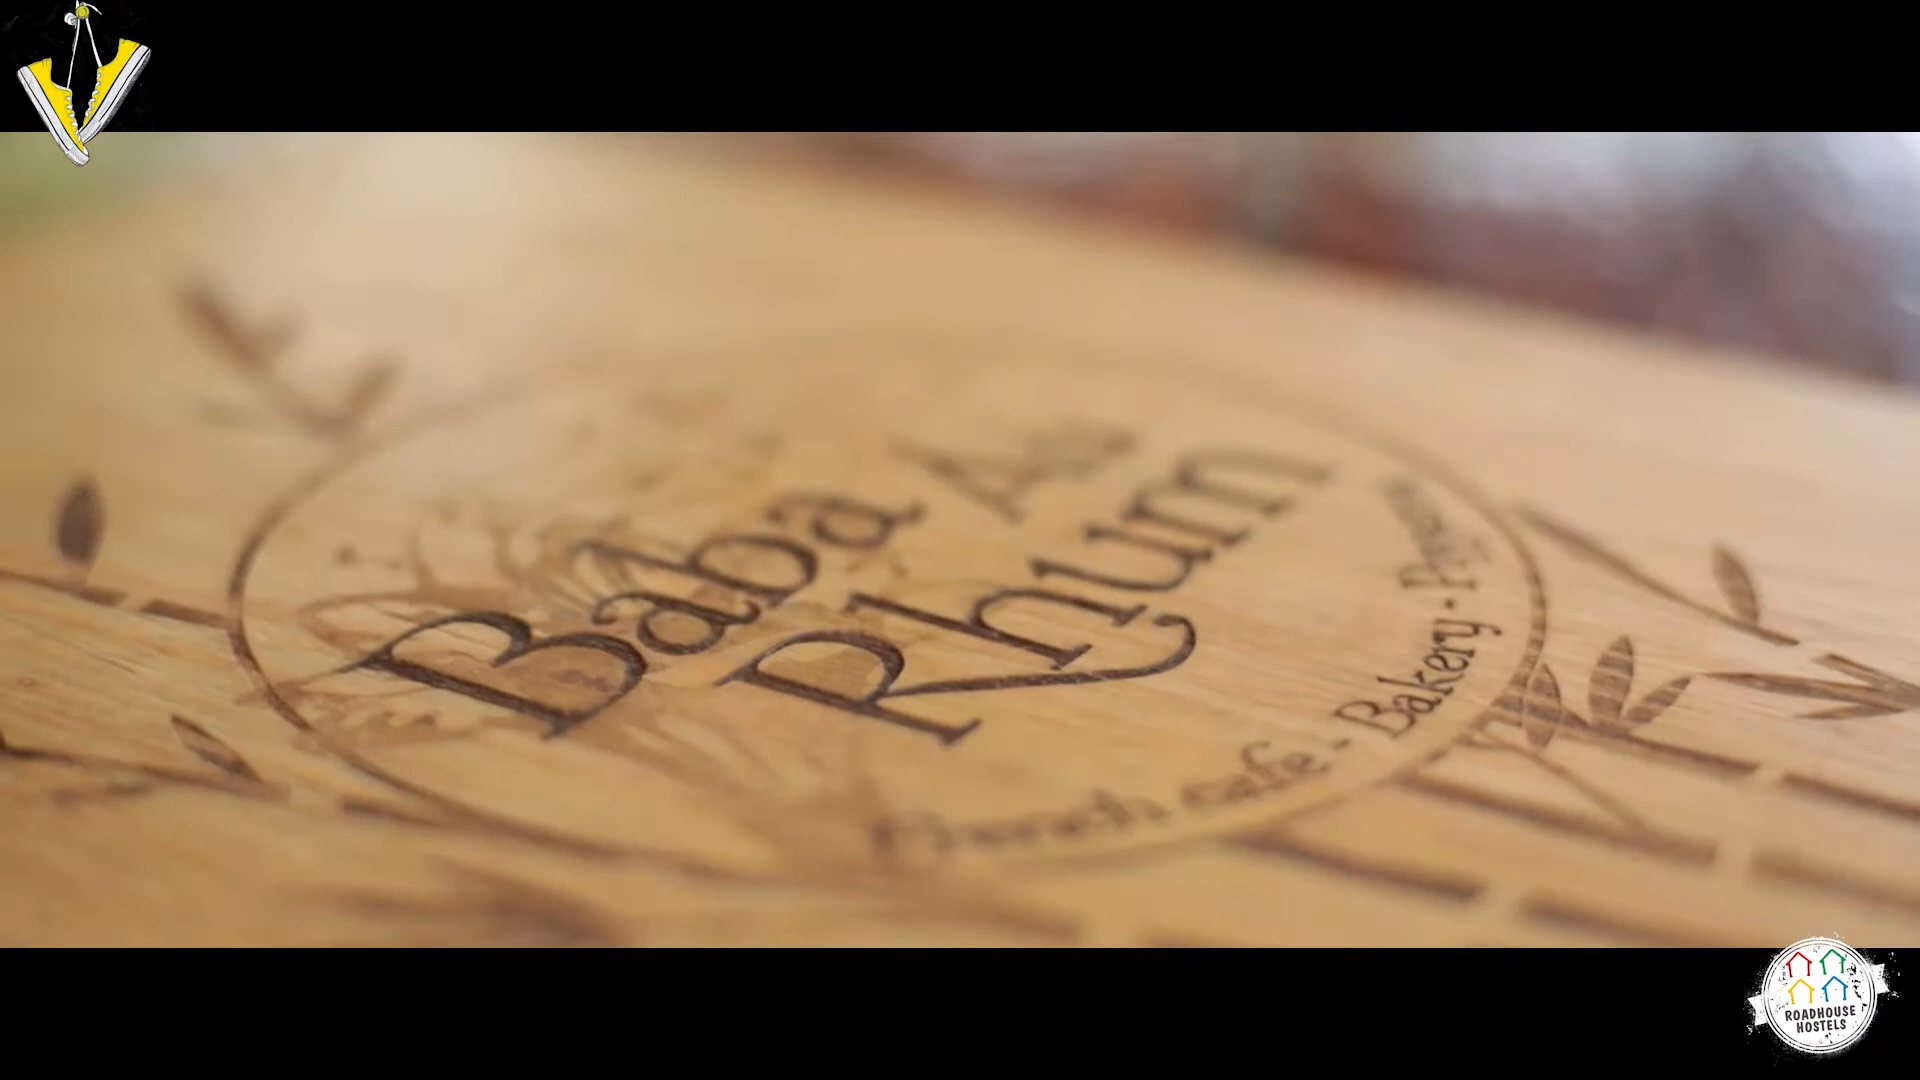 Baba Au
Rhum
French cafe - Bakery -
ROADHOUSE
HOSTELS